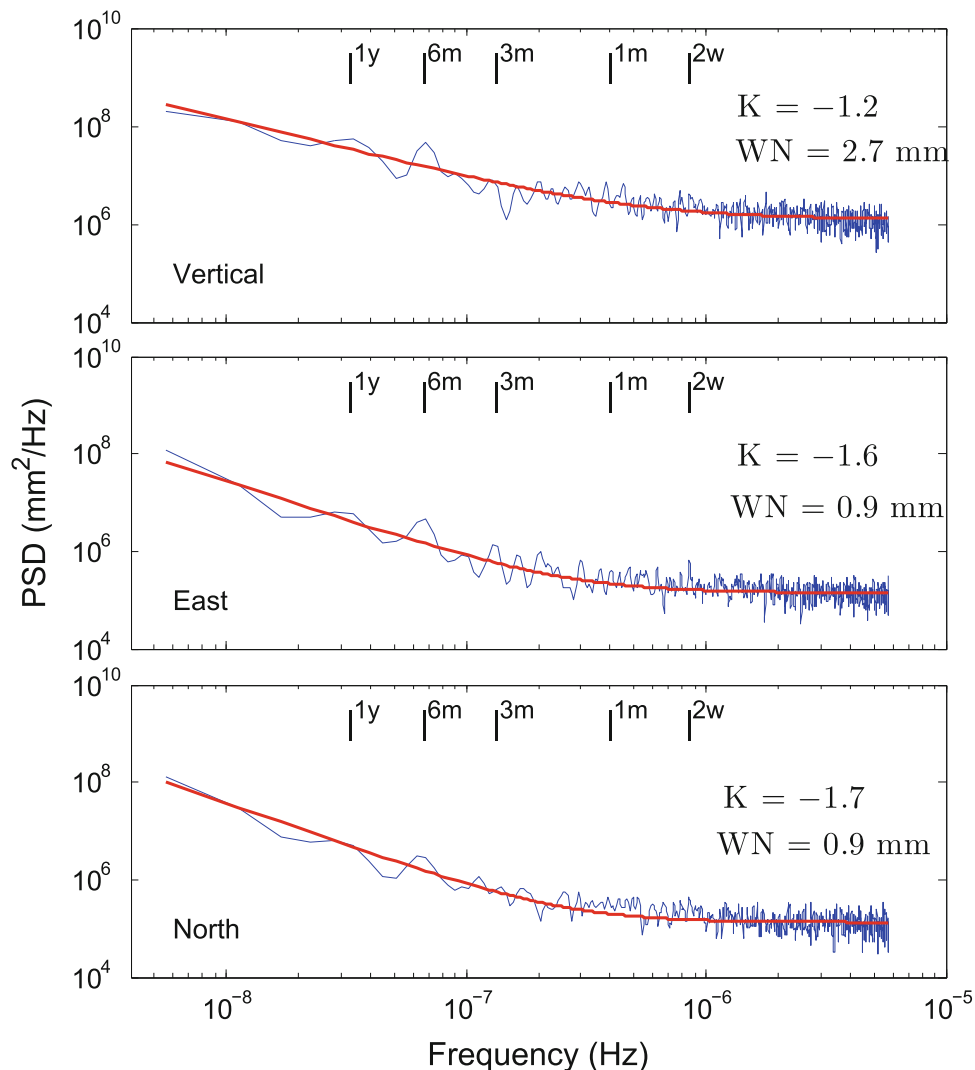 10^10
1y 6m 3m 1m 2w
10^8
K = −1.2
WN = 2.7 mm
10^6
Vertical
10^4
10^10
1y 6m 3m 1m 2w
10^8
K = −1.6
WN = 0.9 mm
10^6
East
10^4
10^10
1y 6m 3m 1m 2w
10^8
K = −1.7
WN = 0.9 mm
10^6
North
10^4
10^−8 10^−7 10^−6 10^−5
Frequency (Hz)
PSD (mm^2/Hz)